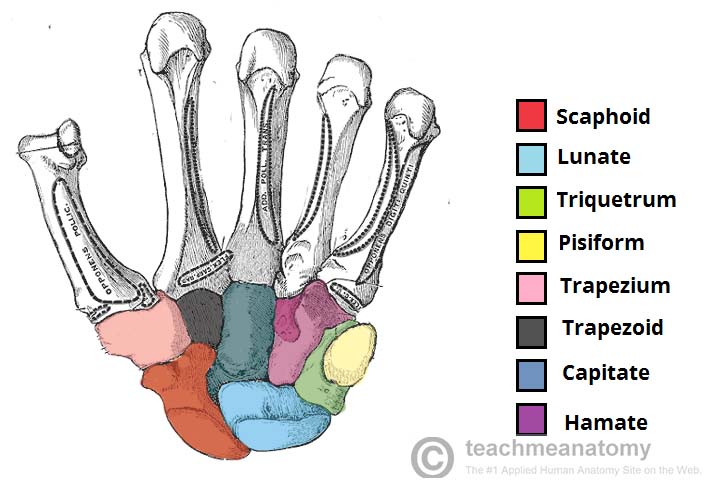 OPPONENS POLLIC.
FLEX. CARP. RAD.
ADD. POLL. TRANS.
OPPONENS DIGITI QUINTI
Scaphoid
Lunate
Triquetrum
Pisiform
Trapezium
Trapezoid
Capitate
Hamate
© teachmeanatomy
The #1 Applied Human Anatomy Site on the Web.